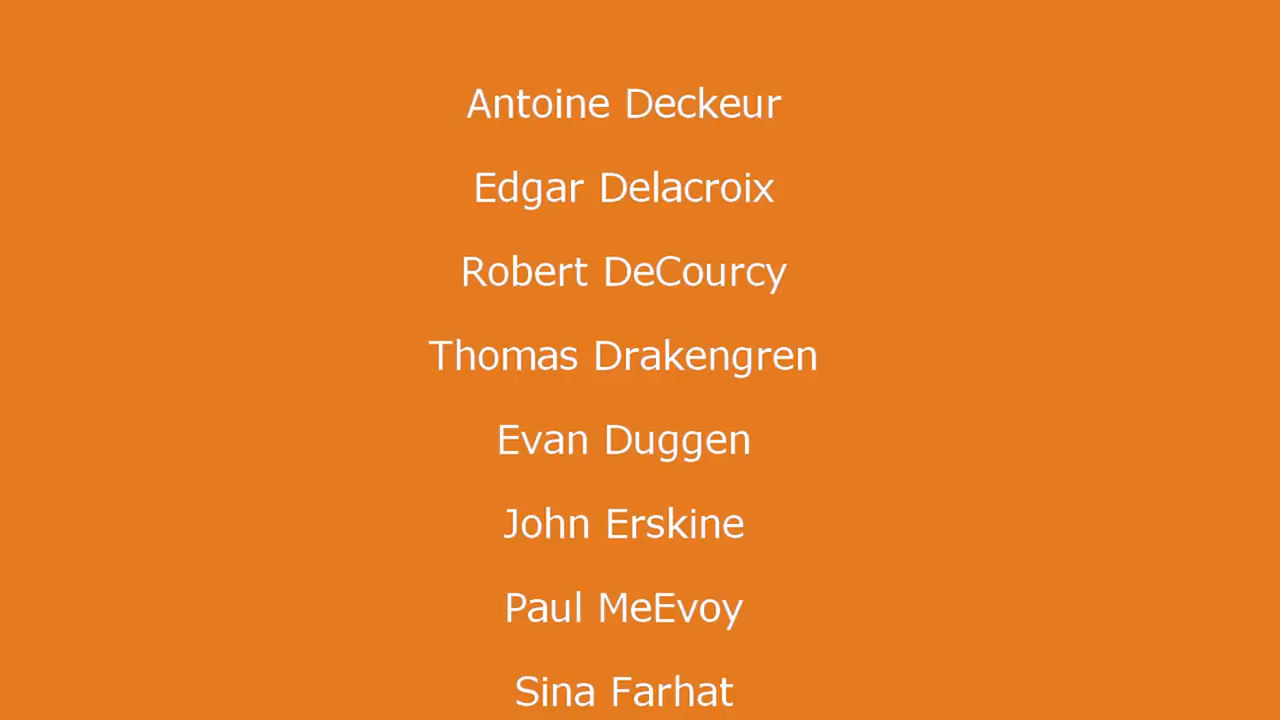 Antoine Deckeur
Edgar Delacroix
Robert DeCourcy
Thomas Drakengren
Evan Duggen
John Erskine
Paul MeEvoy
Sina Farhat